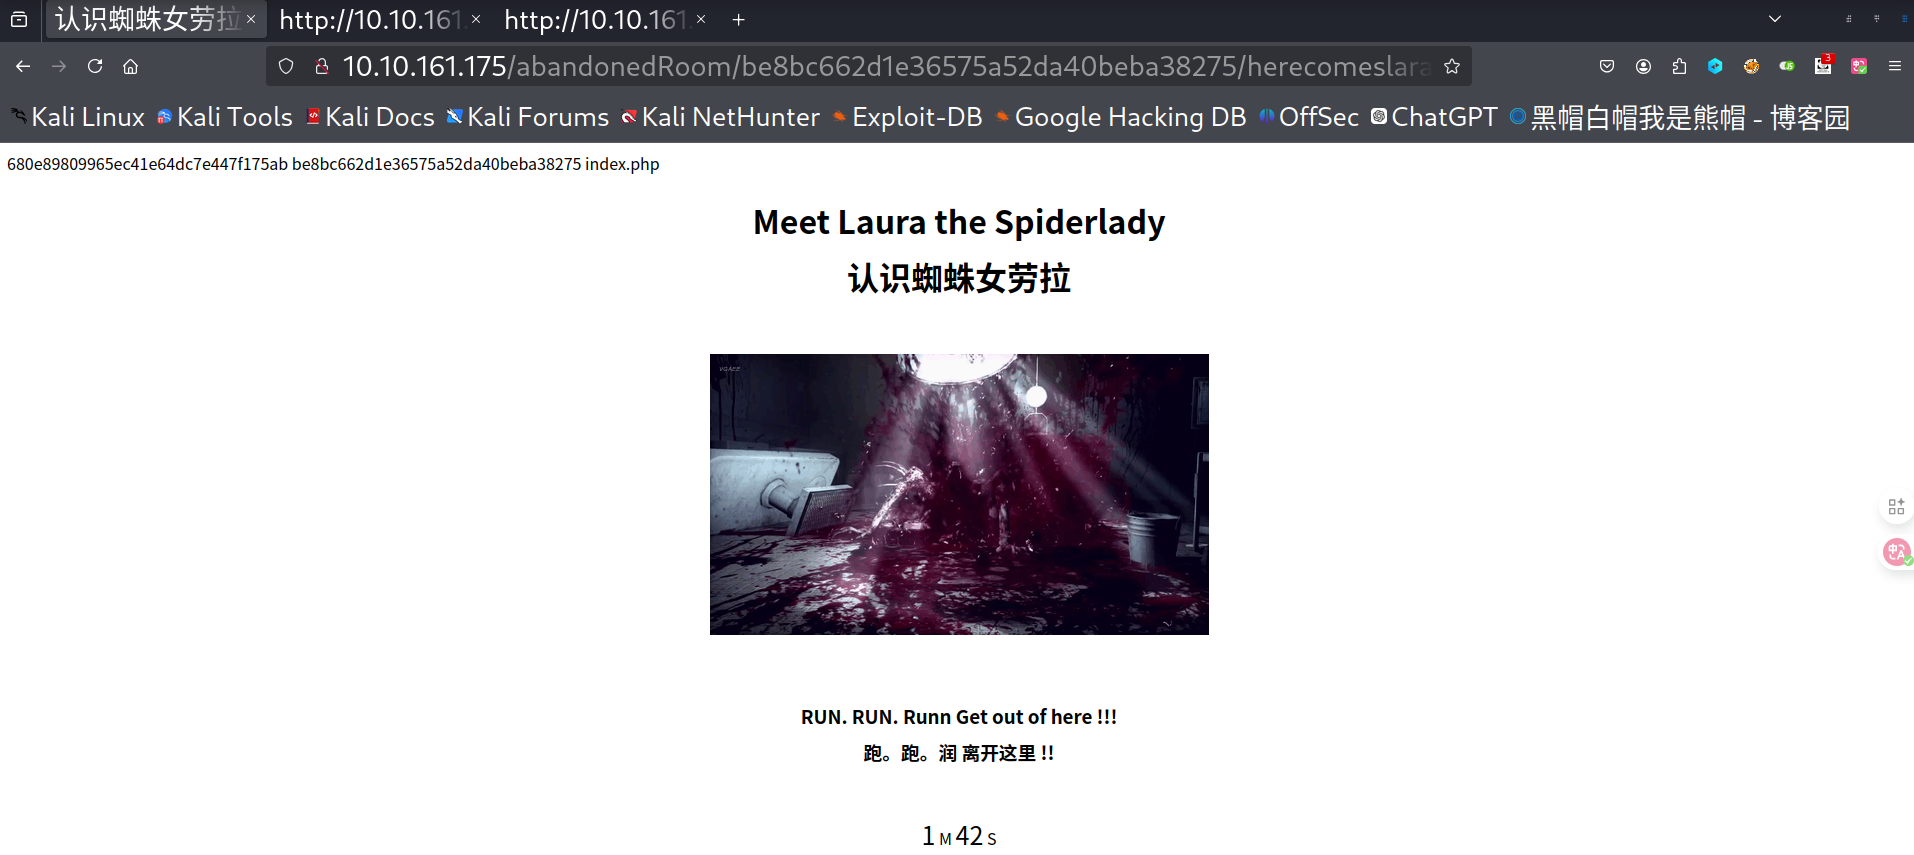 认识蜘蛛女劳拉
http://10.10.161.
http://10.10.161.
10.10.161.175/abandonedRoom/be8bc662d1e36575a52da40beba38275/herecomeslara
3
Kali Linux Kali Tools Kali Docs Kali Forums Kali NetHunter Exploit-DB Google Hacking DB OffSec ChatGPT 黑帽白帽我是熊帽 - 博客园
680e89809965ec41e64dc7e447f175ab be8bc662d1e36575a52da40beba38275 index.php
Meet Laura the Spiderlady
认识蜘蛛女劳拉
VGAEE
RUN. RUN. Runn Get out of here !!!
跑。跑。润 离开这里 !!
1 M 42 S